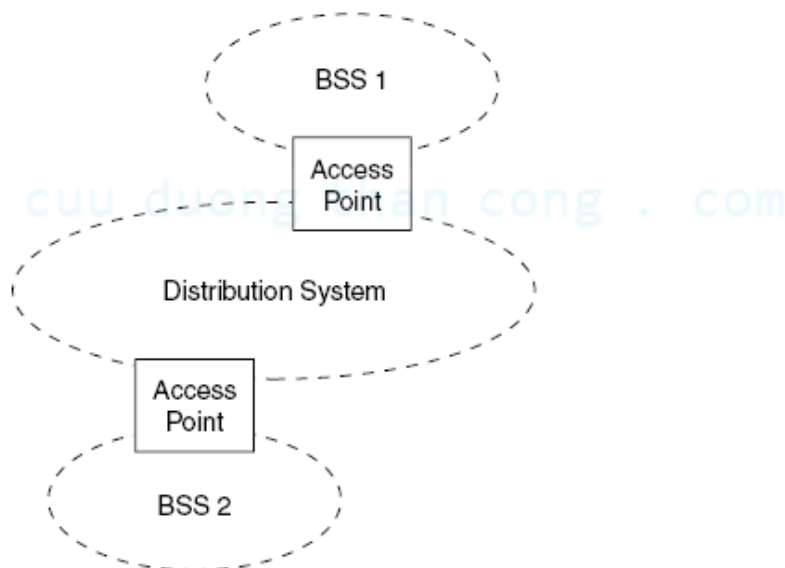 BSS 1
Access
Point
cuu duong than cong . com
Distribution System
Access
Point
BSS 2